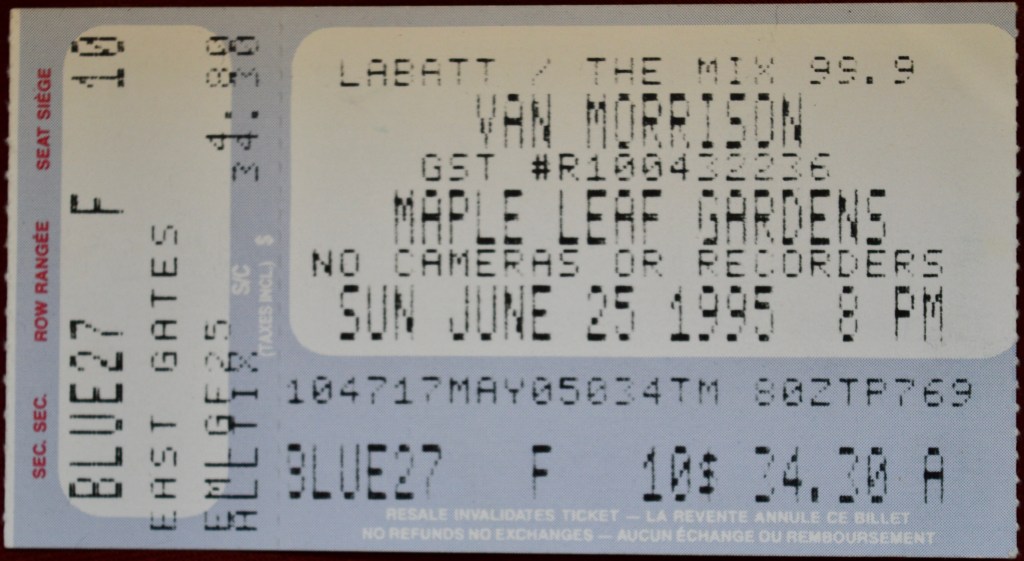 SEC. SEC. ROW RANGÉE SEAT SIÈGE
BLUE27 F 10
EAST GATES
EMLGF25 4.80
ALLTIX 34.30
S/C
(TAXES INCL.) $
LABATT / THE MIX 99.9
VAN MORRISON
GST #R100432236
MAPLE LEAF GARDENS
NO CAMERAS OR RECORDERS
SUN JUNE 25 1995 8 PM
104717MAY05034TM 80ZTP769
BLUE27 F 10$ 34.30 A
RESALE INVALIDATES TICKET — LA REVENTE ANNULE CE BILLET
NO REFUNDS NO EXCHANGES — AUCUN ÉCHANGE OU REMBOURSEMENT